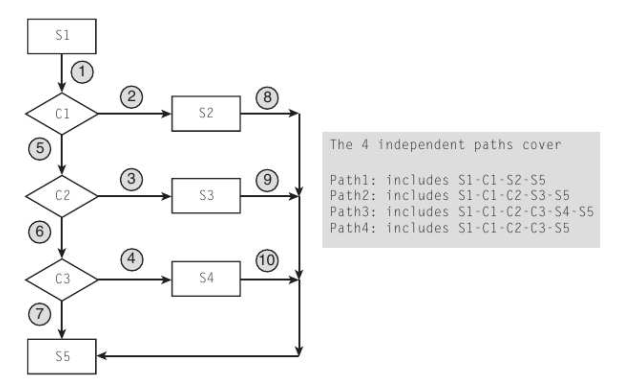 S1
1
C1
2
S2
8
5
C2
3
S3
9
6
C3
4
S4
10
7
S5
The 4 independent paths cover
Path1: includes S1-C1-S2-S5
Path2: includes S1-C1-C2-S3-S5
Path3: includes S1-C1-C2-C3-S4-S5
Path4: includes S1-C1-C2-C3-S5